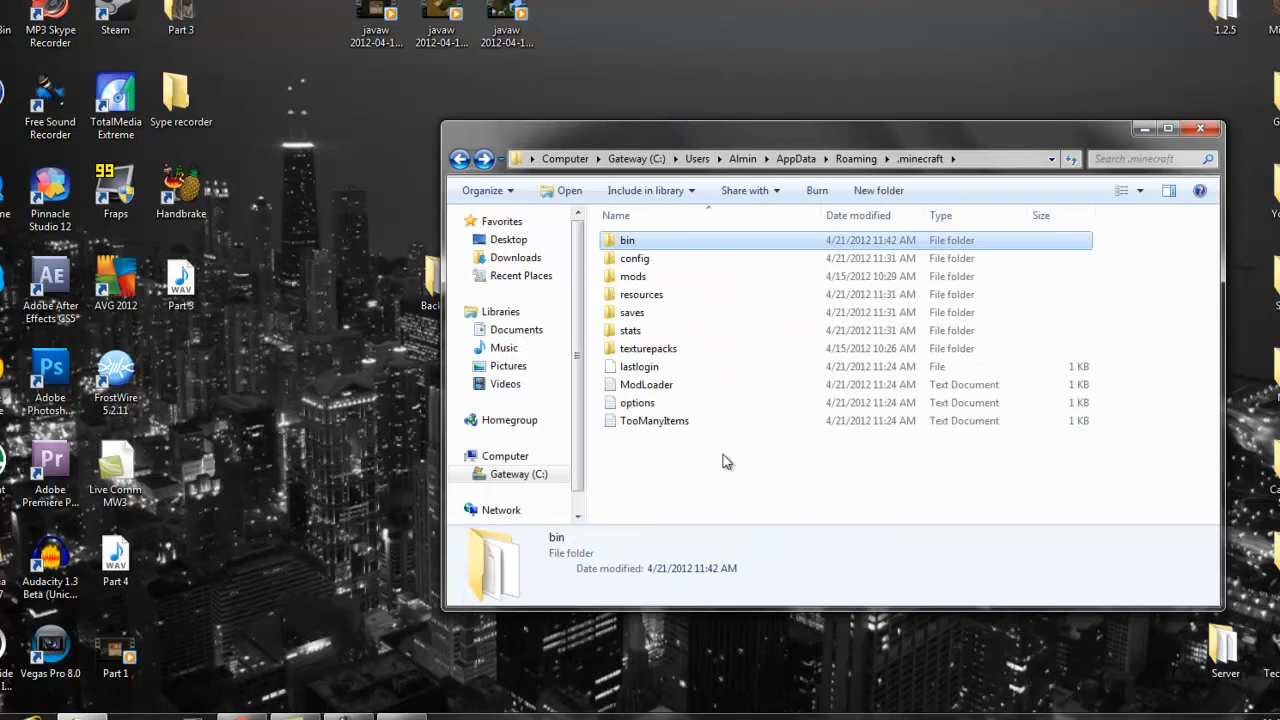 Bin
MP3 Skype
Recorder
Steam
Part 3
javaw
2012-04-1...
javaw
2012-04-1...
javaw
2012-04-1...
1.2.5
Free Sound
Recorder
TotalMedia
Extreme
Sype recorder
Pinnacle
Studio 12
99
Fraps
Handbrake
Adobe After
Effects CS5
AVG 2012
Part 3
Back
Adobe
Photosh...
FrostWire
5.2.11
Adobe
Premiere P...
Live Comm
MW3
Audacity 1.3
Beta (Unic...
Part 4
Vegas Pro 8.0
Part 1
Server
Tec
Computer
Gateway (C:)
Users
Almin
AppData
Roaming
.minecraft
Search .minecraft
Organize
Open
Include in library
Share with
Burn
New folder
Favorites
Desktop
Downloads
Recent Places
Libraries
Documents
Music
Pictures
Videos
Homegroup
Computer
Gateway (C:)
Network
Name Date modified Type Size
bin 4/21/2012 11:42 AM File folder
config 4/21/2012 11:31 AM File folder
mods 4/15/2012 10:29 AM File folder
resources 4/21/2012 11:31 AM File folder
saves 4/21/2012 11:31 AM File folder
stats 4/21/2012 11:31 AM File folder
texturepacks 4/15/2012 10:26 AM File folder
lastlogin 4/21/2012 11:24 AM File 1 KB
ModLoader 4/21/2012 11:24 AM Text Document 1 KB
options 4/21/2012 11:24 AM Text Document 1 KB
TooManyItems 4/21/2012 11:24 AM Text Document 1 KB
bin
File folder
Date modified: 4/21/2012 11:42 AM